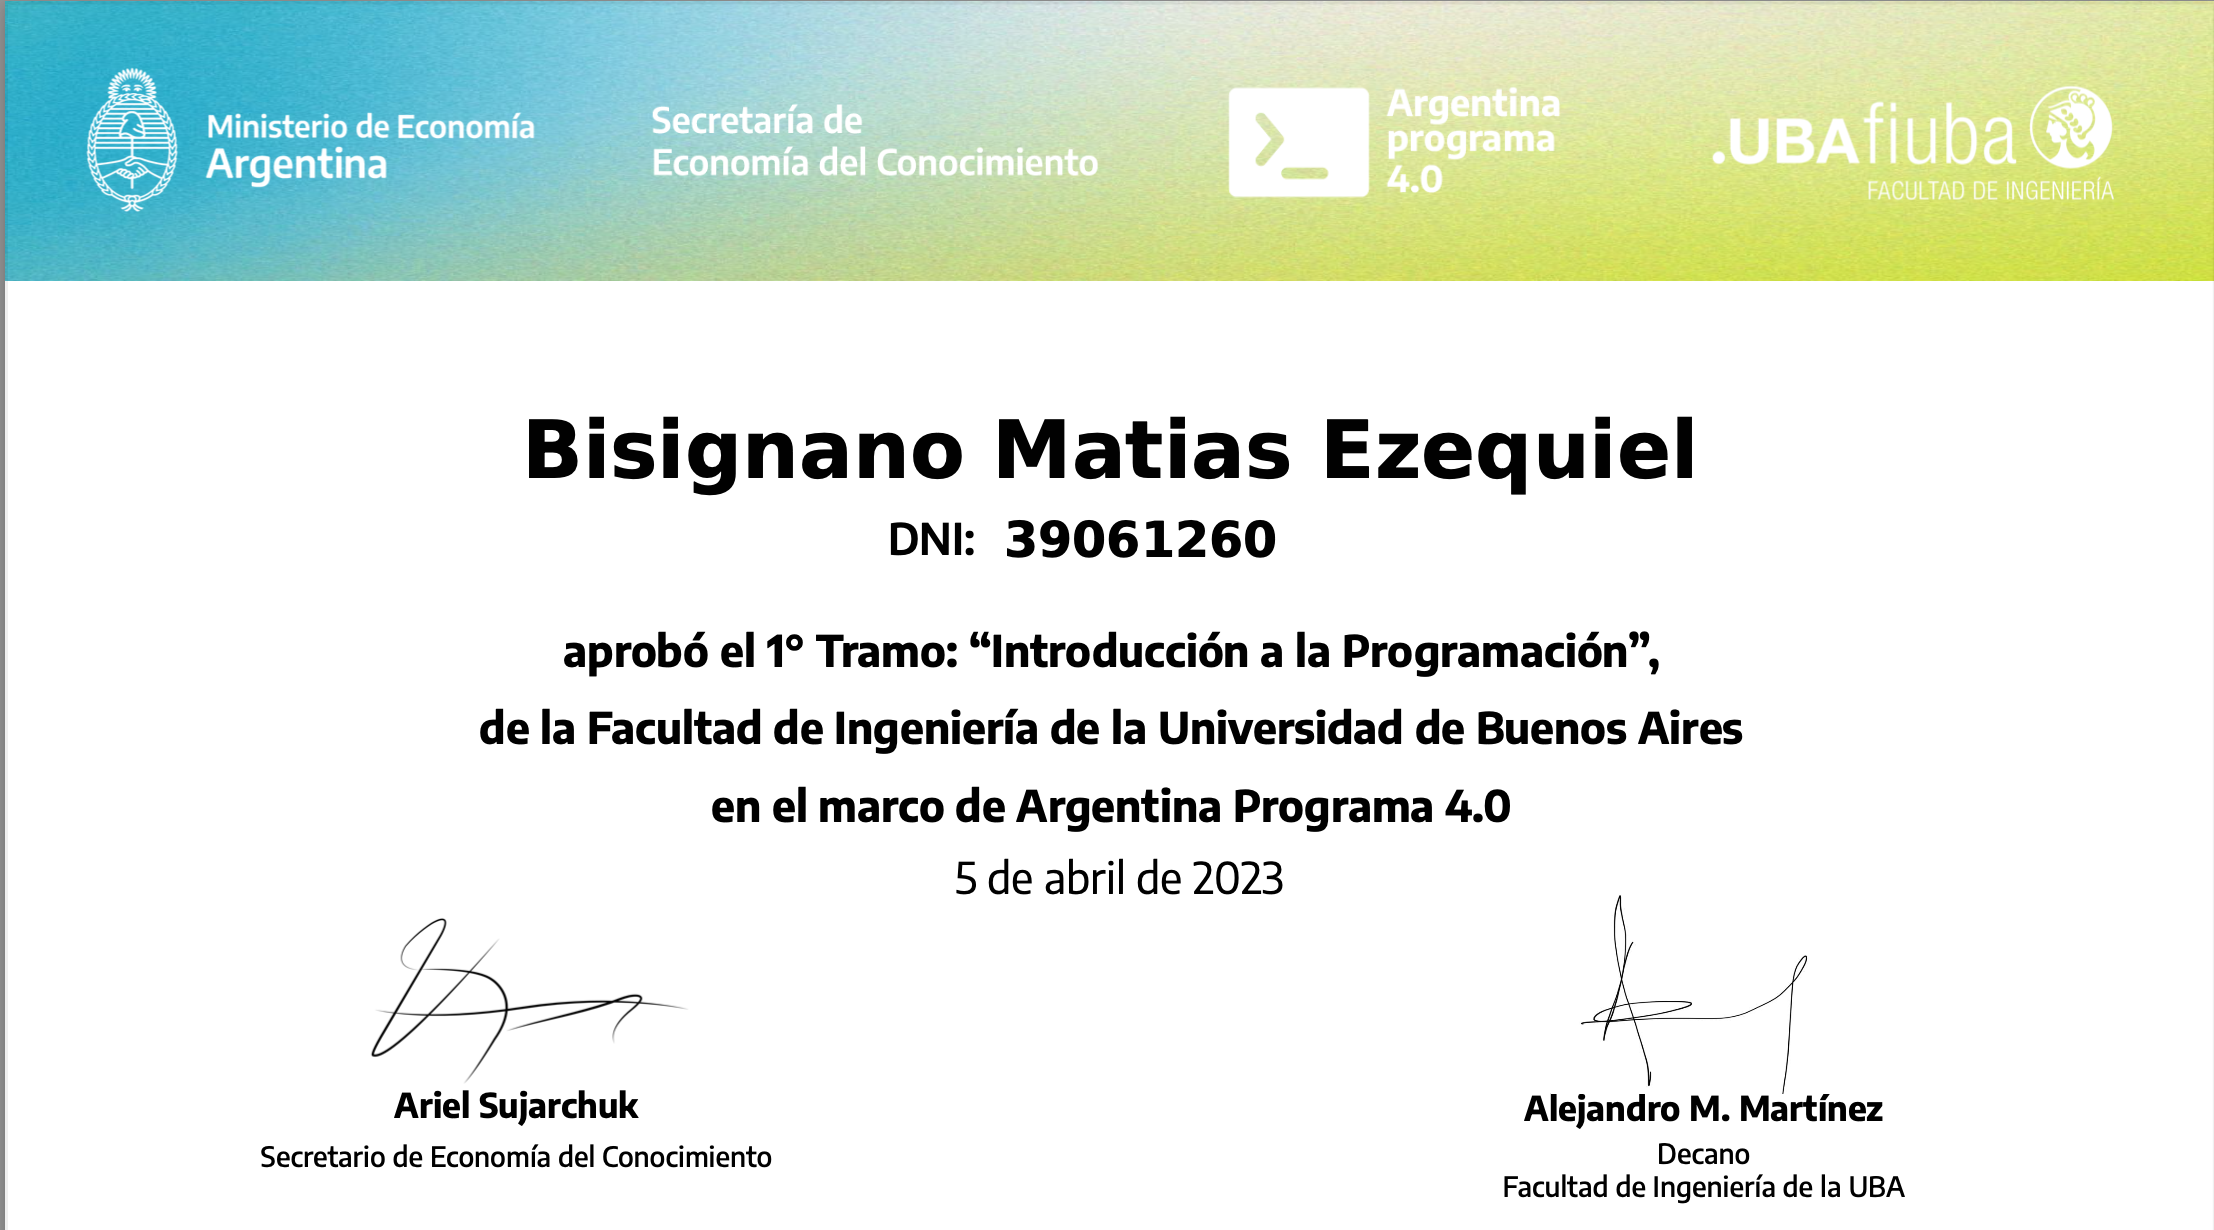 Ministerio de Economía
Argentina
Secretaría de
Economía del Conocimiento
Argentina
programa
4.0
.UBAfiuba
FACULTAD DE INGENIERÍA
Bisignano Matias Ezequiel
DNI: 39061260
aprobó el 1° Tramo: “Introducción a la Programación”,
de la Facultad de Ingeniería de la Universidad de Buenos Aires
en el marco de Argentina Programa 4.0
5 de abril de 2023
Ariel Sujarchuk
Secretario de Economía del Conocimiento
Alejandro M. Martínez
Decano
Facultad de Ingeniería de la UBA